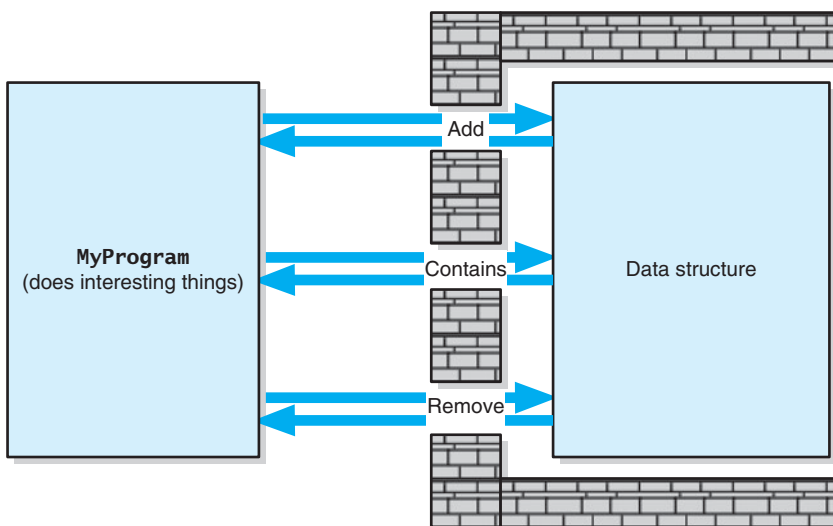 Add
MyProgram
(does interesting things)
Contains
Data structure
Remove